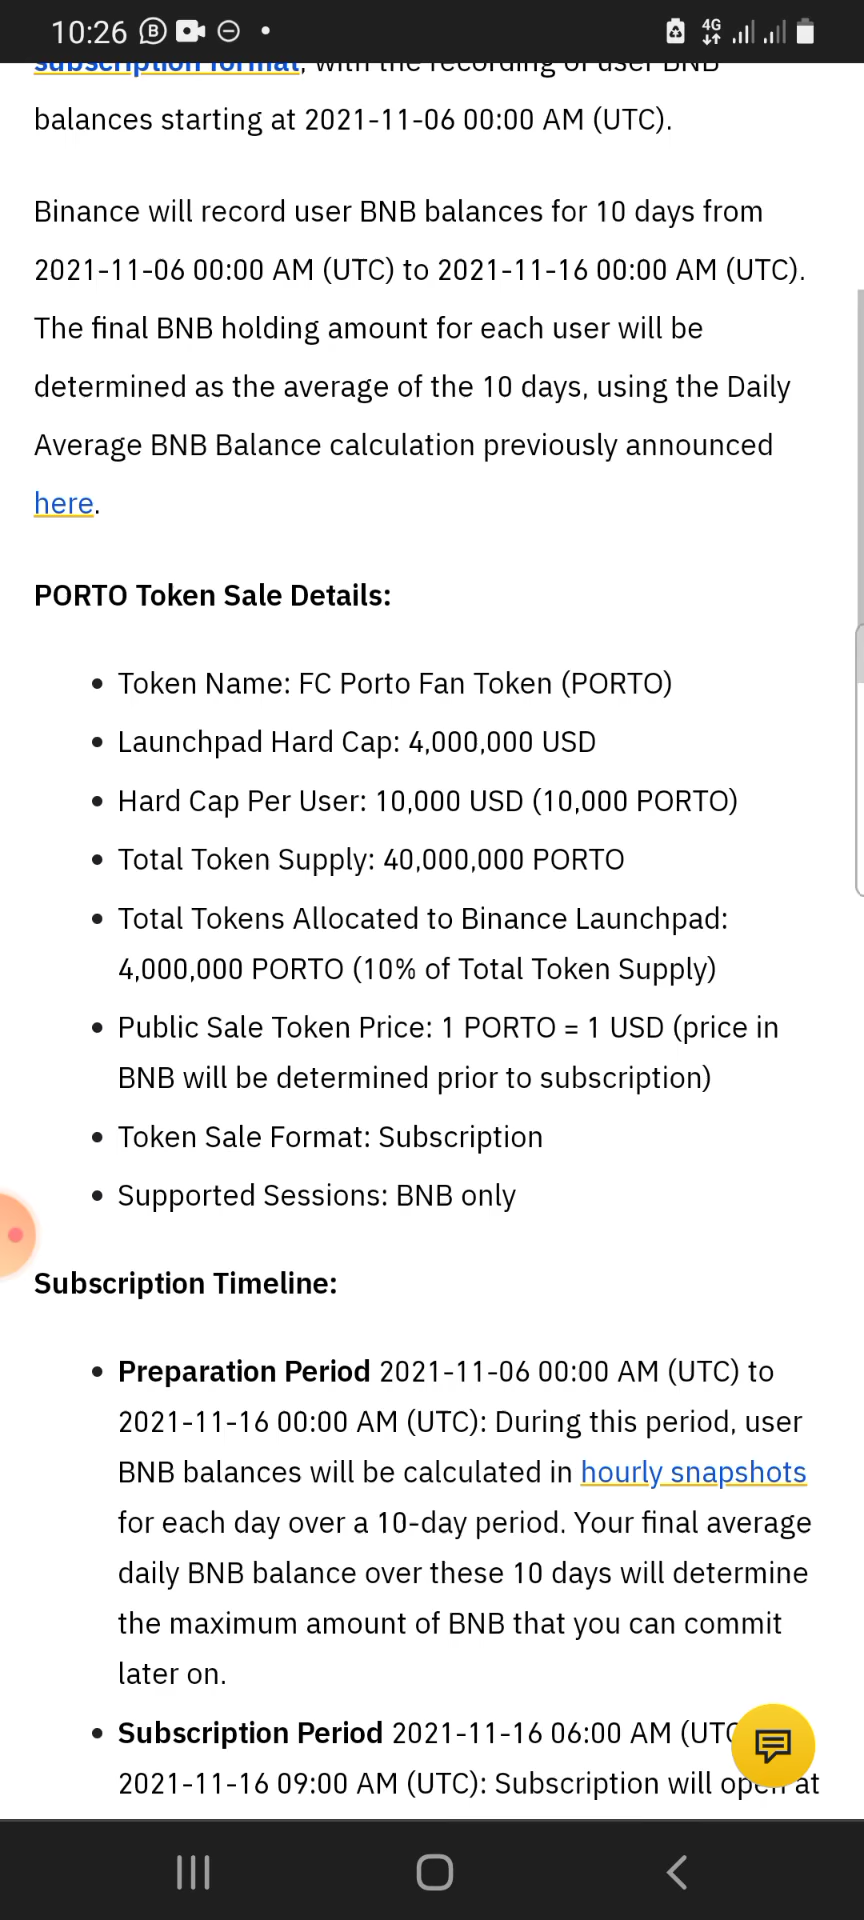 10:26
4G
subscription format, with the recording of user BNB
balances starting at 2021-11-06 00:00 AM (UTC).
Binance will record user BNB balances for 10 days from
2021-11-06 00:00 AM (UTC) to 2021-11-16 00:00 AM (UTC).
The final BNB holding amount for each user will be
determined as the average of the 10 days, using the Daily
Average BNB Balance calculation previously announced
here.
PORTO Token Sale Details:
• Token Name: FC Porto Fan Token (PORTO)
• Launchpad Hard Cap: 4,000,000 USD
• Hard Cap Per User: 10,000 USD (10,000 PORTO)
• Total Token Supply: 40,000,000 PORTO
• Total Tokens Allocated to Binance Launchpad:
4,000,000 PORTO (10% of Total Token Supply)
• Public Sale Token Price: 1 PORTO = 1 USD (price in
BNB will be determined prior to subscription)
• Token Sale Format: Subscription
• Supported Sessions: BNB only
Subscription Timeline:
• Preparation Period 2021-11-06 00:00 AM (UTC) to
2021-11-16 00:00 AM (UTC): During this period, user
BNB balances will be calculated in hourly snapshots
for each day over a 10-day period. Your final average
daily BNB balance over these 10 days will determine
the maximum amount of BNB that you can commit
later on.
• Subscription Period 2021-11-16 06:00 AM (UTC
2021-11-16 09:00 AM (UTC): Subscription will open at